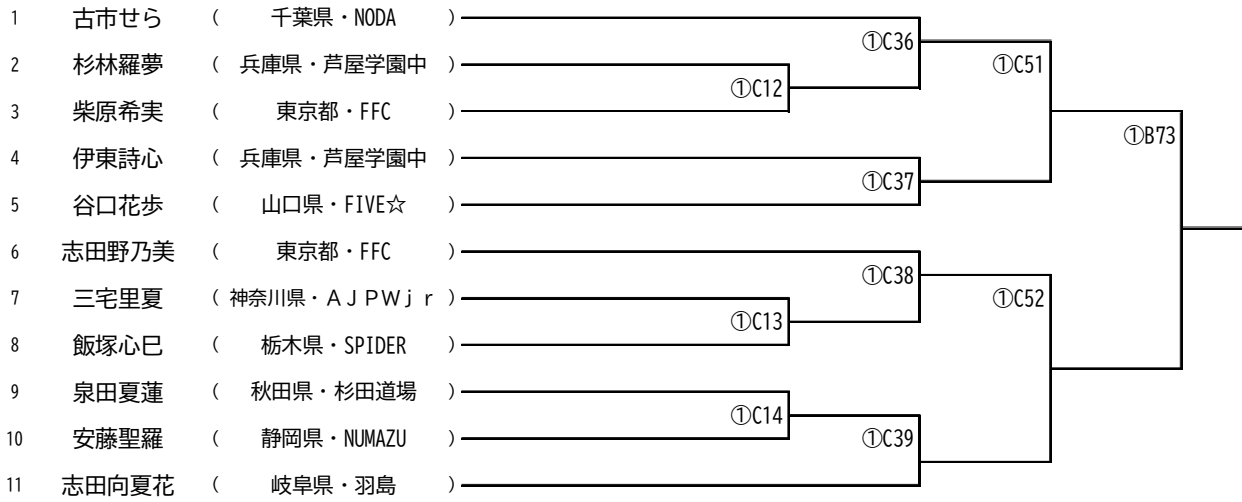 1 古市せら ( 千葉県・NODA )
①C36
2 杉林羅夢 ( 兵庫県・芦屋学園中 )
①C12
①C51
3 柴原希実 ( 東京都・FFC )
①B73
4 伊東詩心 ( 兵庫県・芦屋学園中 )
①C37
5 谷口花歩 ( 山口県・FIVE☆ )
6 志田野乃美 ( 東京都・FFC )
①C38
7 三宅里夏 ( 神奈川県・ＡＪＰＷｊｒ )
①C13
①C52
8 飯塚心巳 ( 栃木県・SPIDER )
9 泉田夏蓮 ( 秋田県・杉田道場 )
①C14
10 安藤聖羅 ( 静岡県・NUMAZU )
①C39
11 志田向夏花 ( 岐阜県・羽島 )